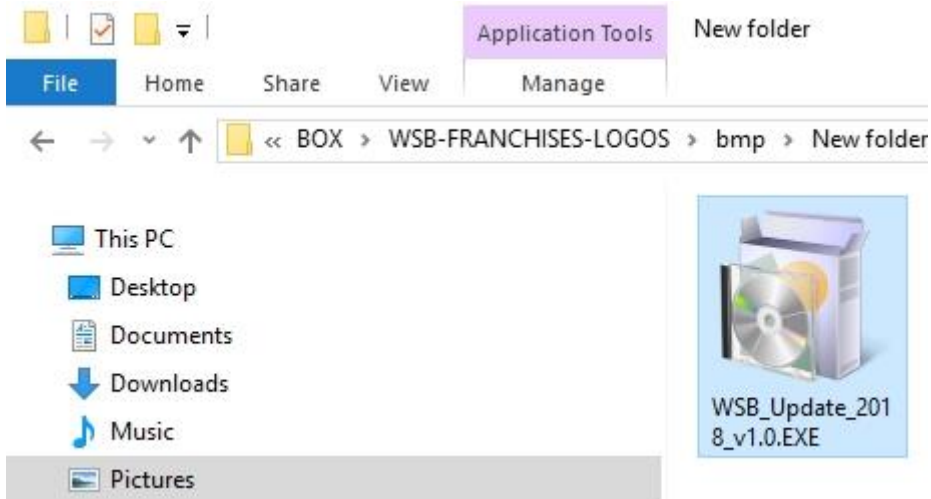 Application Tools New folder
File Home Share View Manage
« BOX > WSB-FRANCHISES-LOGOS > bmp > New folder
This PC
Desktop
Documents
Downloads
Music
Pictures
WSB_Update_201
8_v1.0.EXE